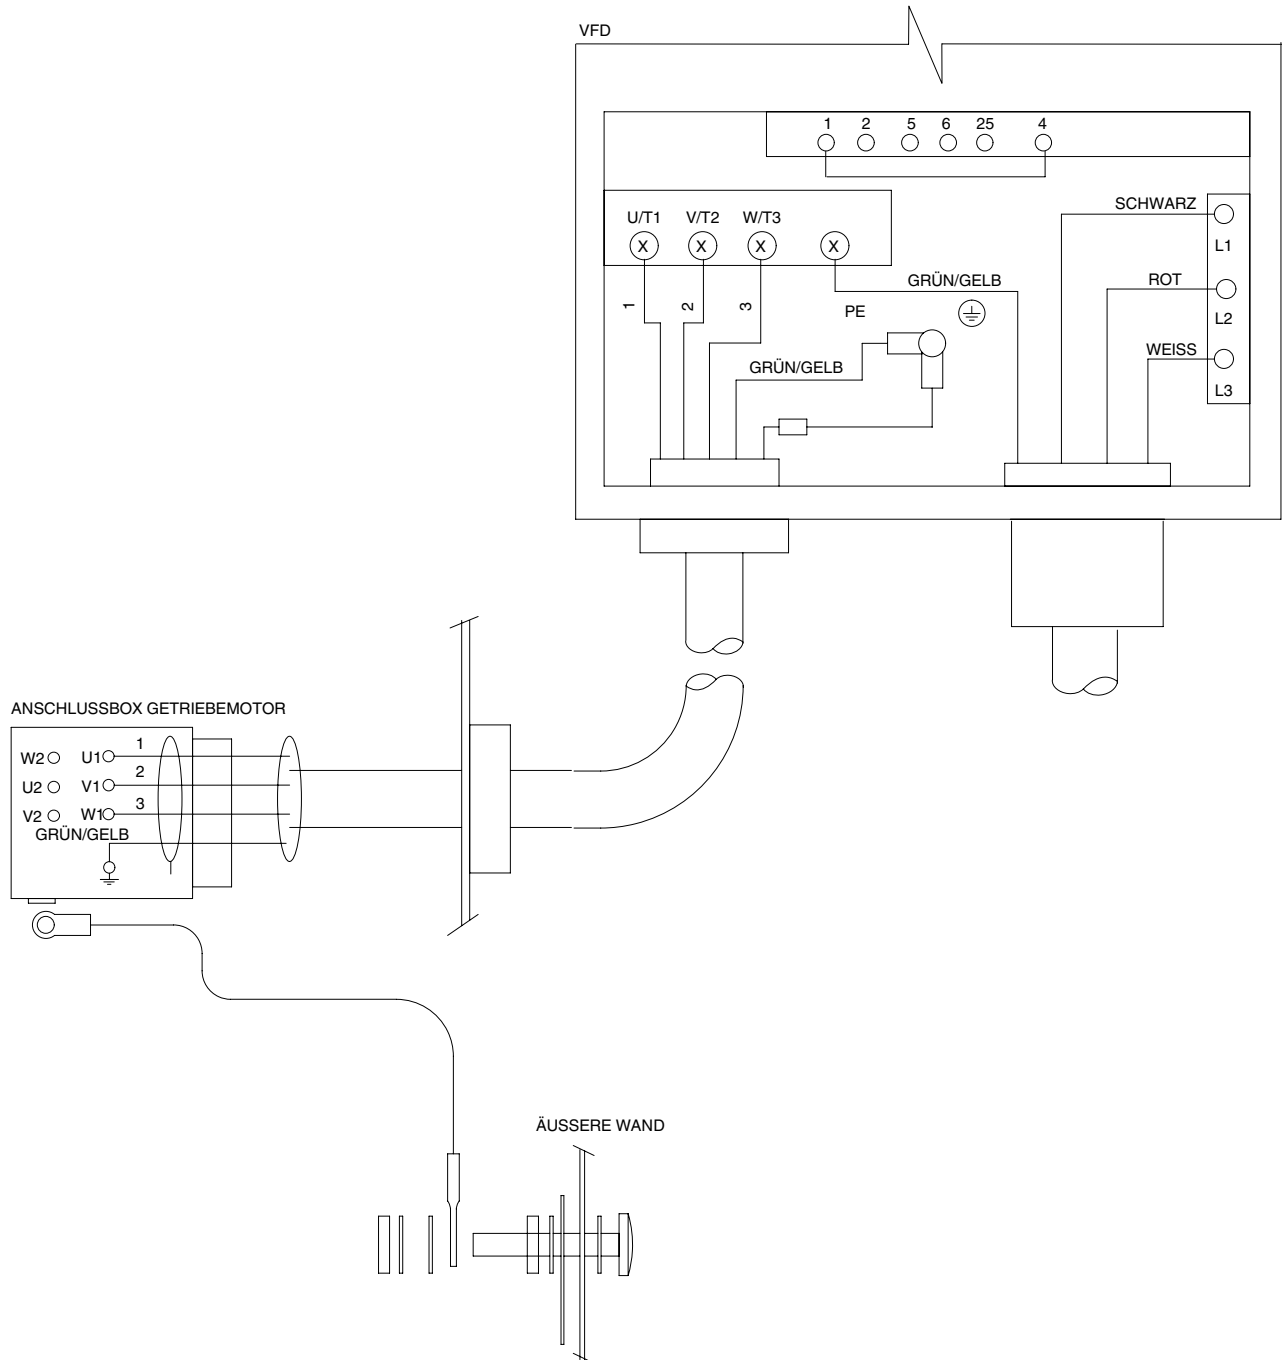 VFD
1 2 5 6 25 4
U/T1 V/T2 W/T3
X X X X
SCHWARZ
L1
GRÜN/GELB
ROT
1 2 3
PE
L2
WEISS
GRÜN/GELB
L3
ANSCHLUSSBOX GETRIEBEMOTOR
W2 U1 1
U2 V1 2
V2 W1 3
GRÜN/GELB
ÄUSSERE WAND